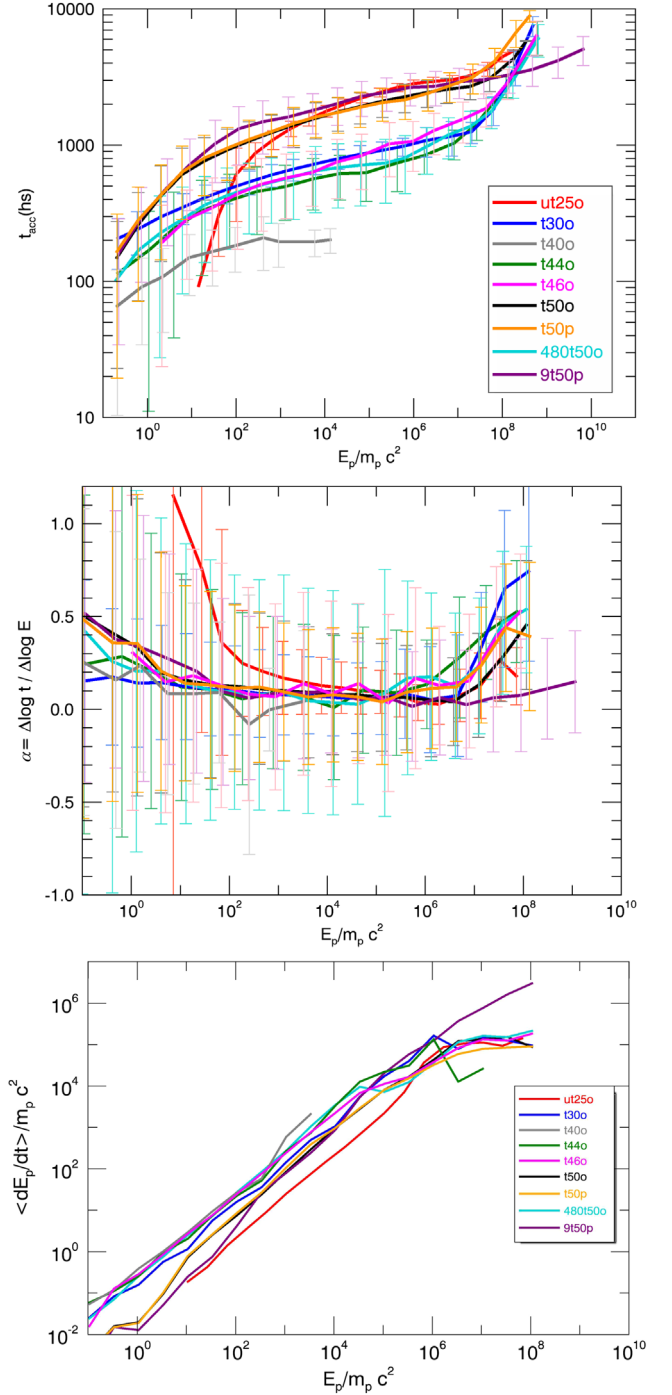 10000
1000
100
10
t_acc(hs)
10^0
10^2
10^4
10^6
10^8
10^10
E_p/m_p c^2
ut25o
t30o
t40o
t44o
t46o
t50o
t50p
480t50o
9t50p
1.0
0.5
0.0
-0.5
-1.0
α = Δlog t / Δlog E
10^0
10^2
10^4
10^6
10^8
10^10
E_p/m_p c^2
10^6
10^4
10^2
10^0
10^-2
<dE_p/dt>/m_p c^2
10^0
10^2
10^4
10^6
10^8
10^10
E_p/m_p c^2
ut25o
t30o
t40o
t44o
t46o
t50o
t50p
480t50o
9t50p